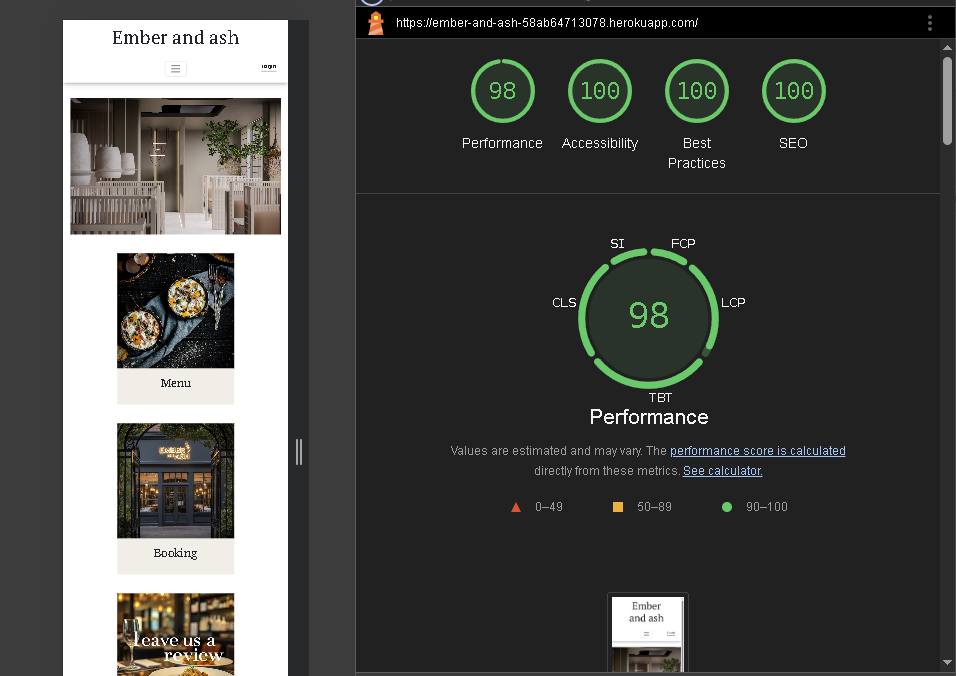 Ember and ash
Login
Menu
Booking
Leave us a
review
https://ember-and-ash-58ab64713078.herokuapp.com/
98
100
100
100
Performance
Accessibility
Best
Practices
SEO
SI
FCP
CLS
LCP
98
TBT
Performance
Values are estimated and may vary. The performance score is calculated
directly from these metrics. See calculator.
0–49
50–89
90–100
Ember
and ash